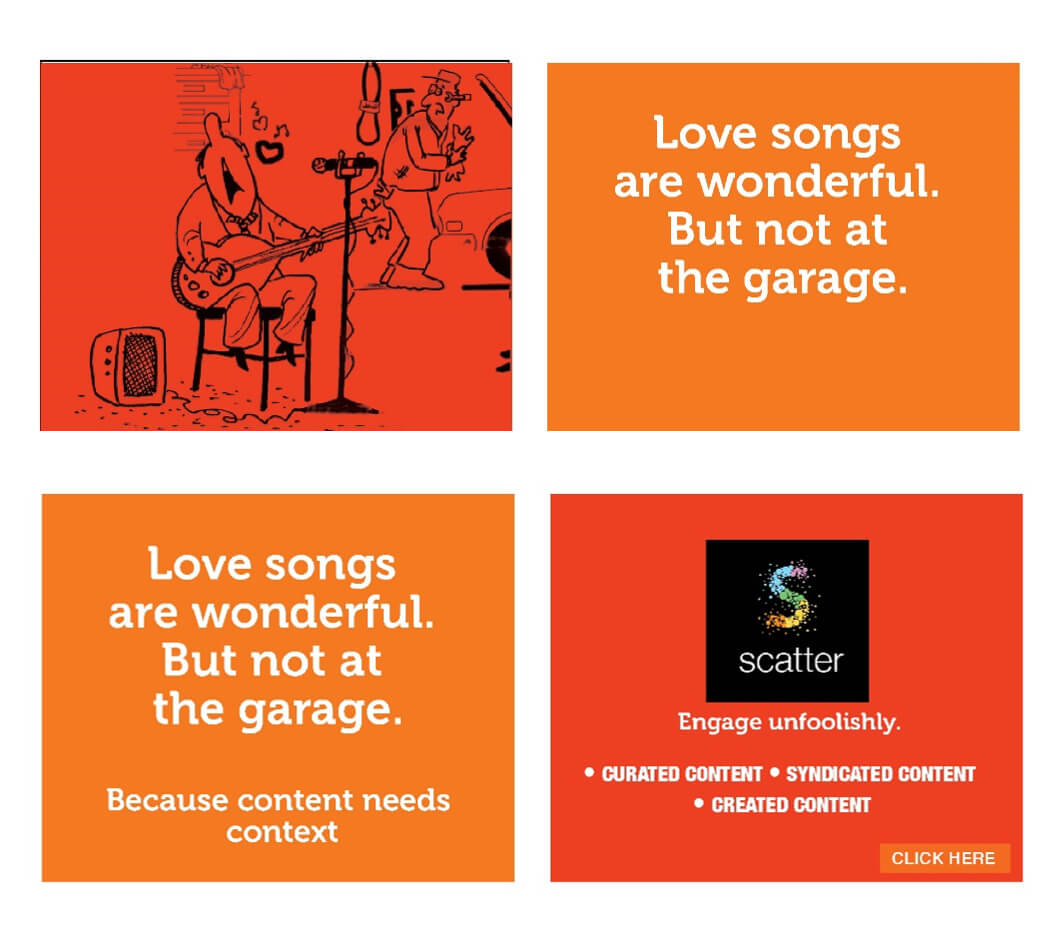 Love songs
are wonderful.
But not at
the garage.
Love songs
are wonderful.
But not at
the garage.
Because content needs
context
scatter
Engage unfoolishly.
• CURATED CONTENT • SYNDICATED CONTENT
• CREATED CONTENT
CLICK HERE